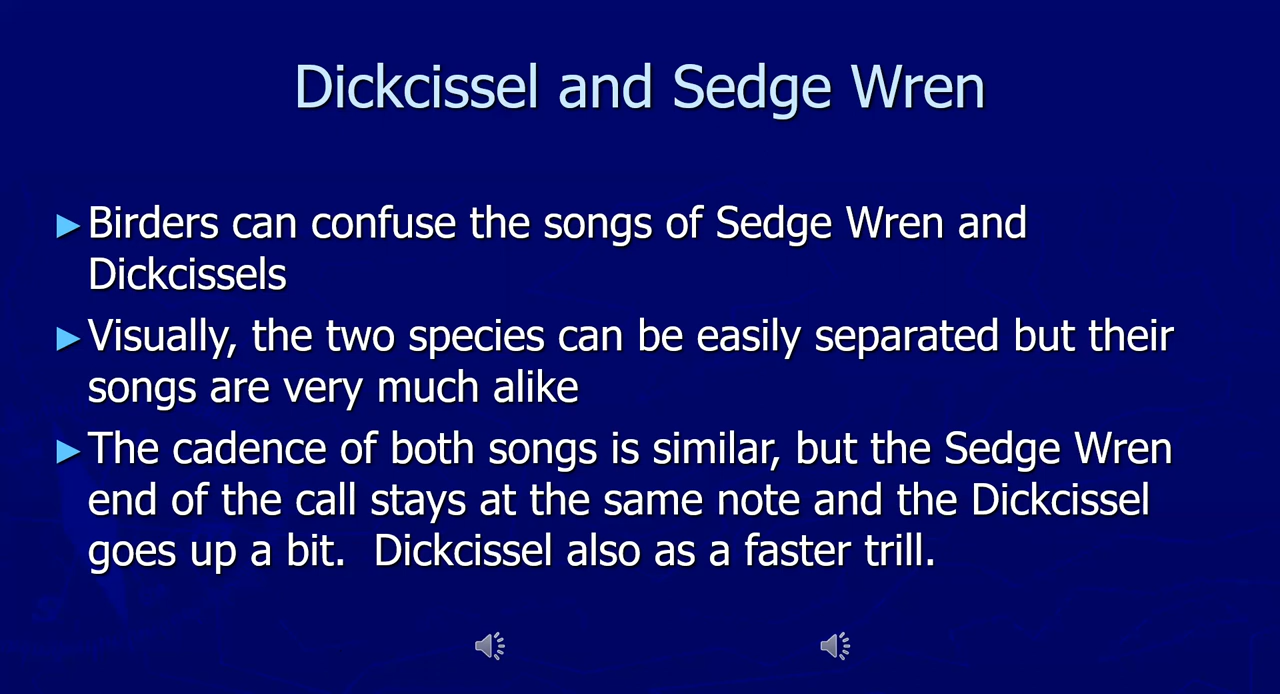 Dickcissel and Sedge Wren
Birders can confuse the songs of Sedge Wren and
Dickcissels
Visually, the two species can be easily separated but their
songs are very much alike
The cadence of both songs is similar, but the Sedge Wren
end of the call stays at the same note and the Dickcissel
goes up a bit.  Dickcissel also as a faster trill.